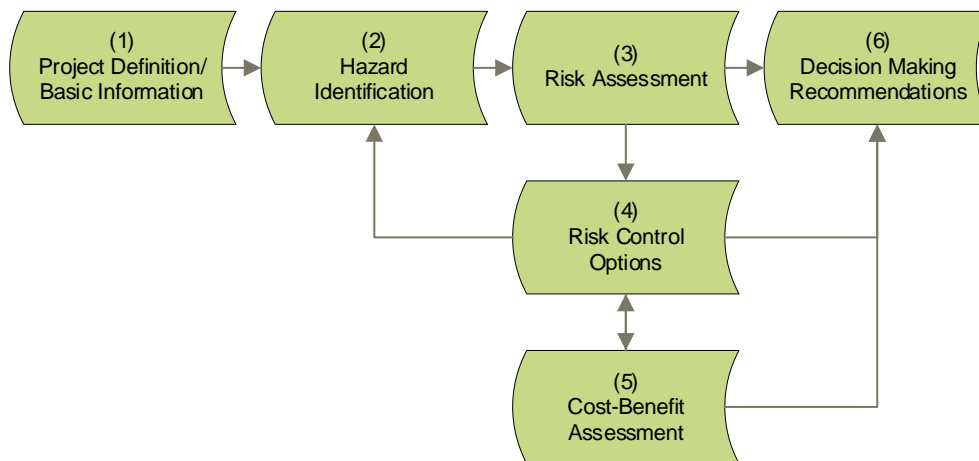 (1)
Project Definition/
Basic Information
(2)
Hazard
Identification
(3)
Risk Assessment
(6)
Decision Making
Recommendations
(4)
Risk Control
Options
(5)
Cost-Benefit
Assessment